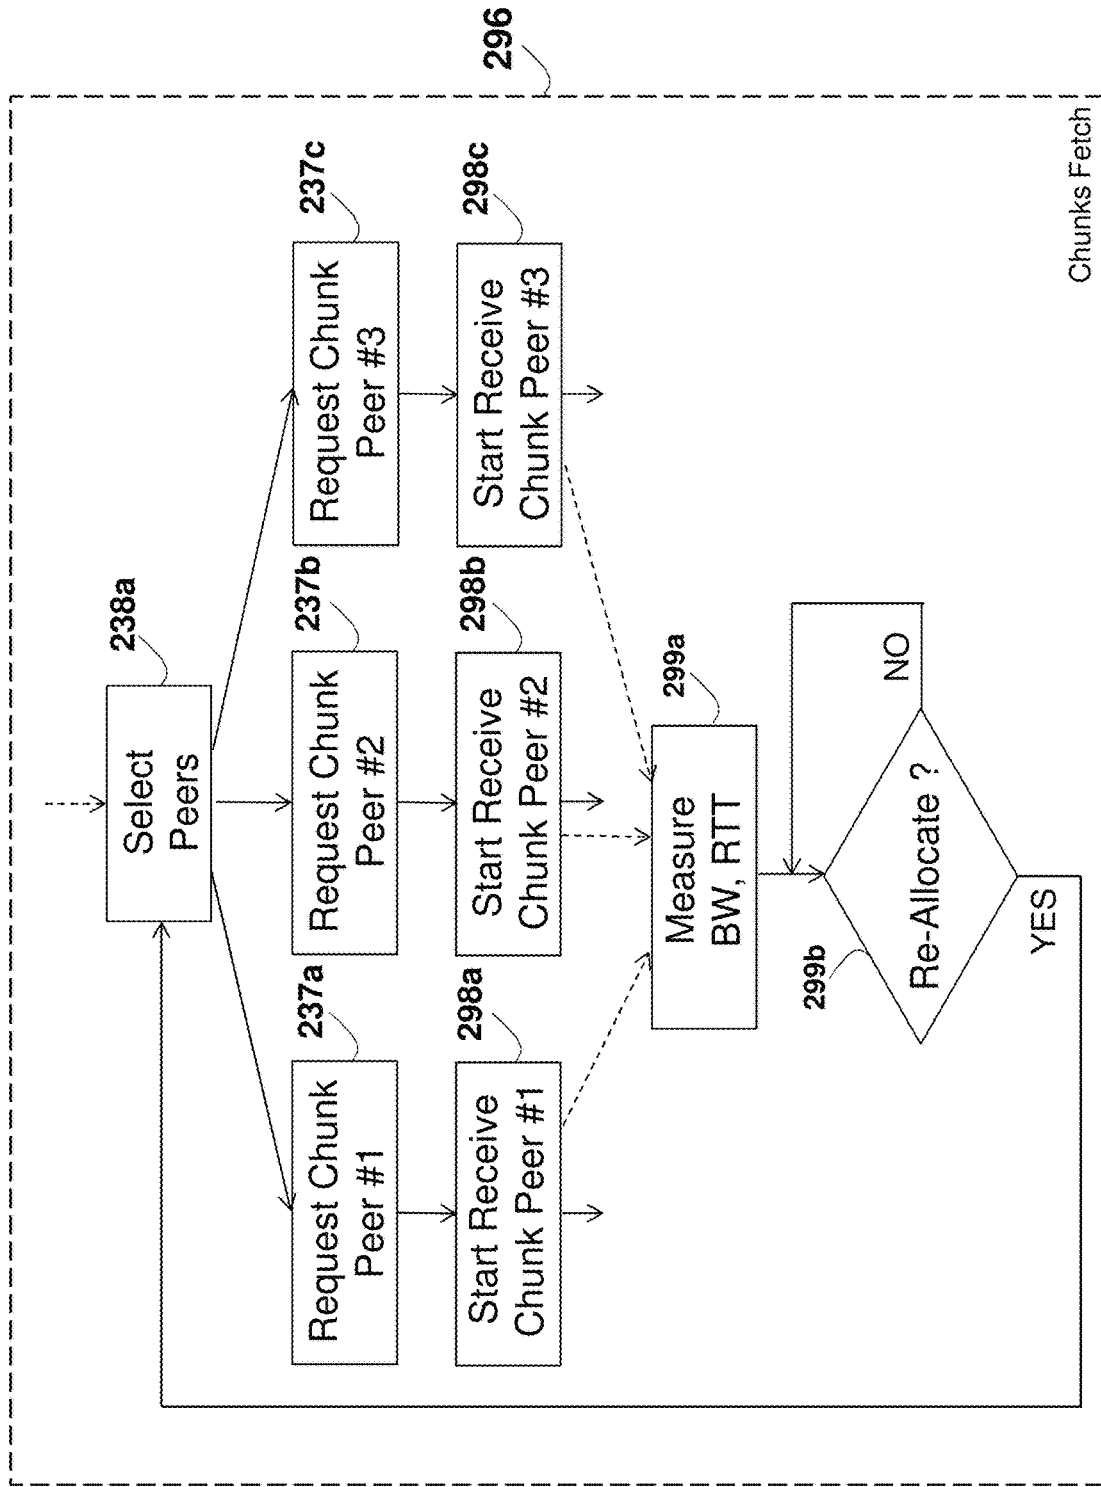 296
238a
Select
Peers
237a
237b
237c
Request Chunk
Peer #1
Request Chunk
Peer #2
Request Chunk
Peer #3
298a
298b
298c
Start Receive
Chunk Peer #1
Start Receive
Chunk Peer #2
Start Receive
Chunk Peer #3
299a
Measure
BW, RTT
299b
Re-Allocate ?
NO
YES
Chunks Fetch